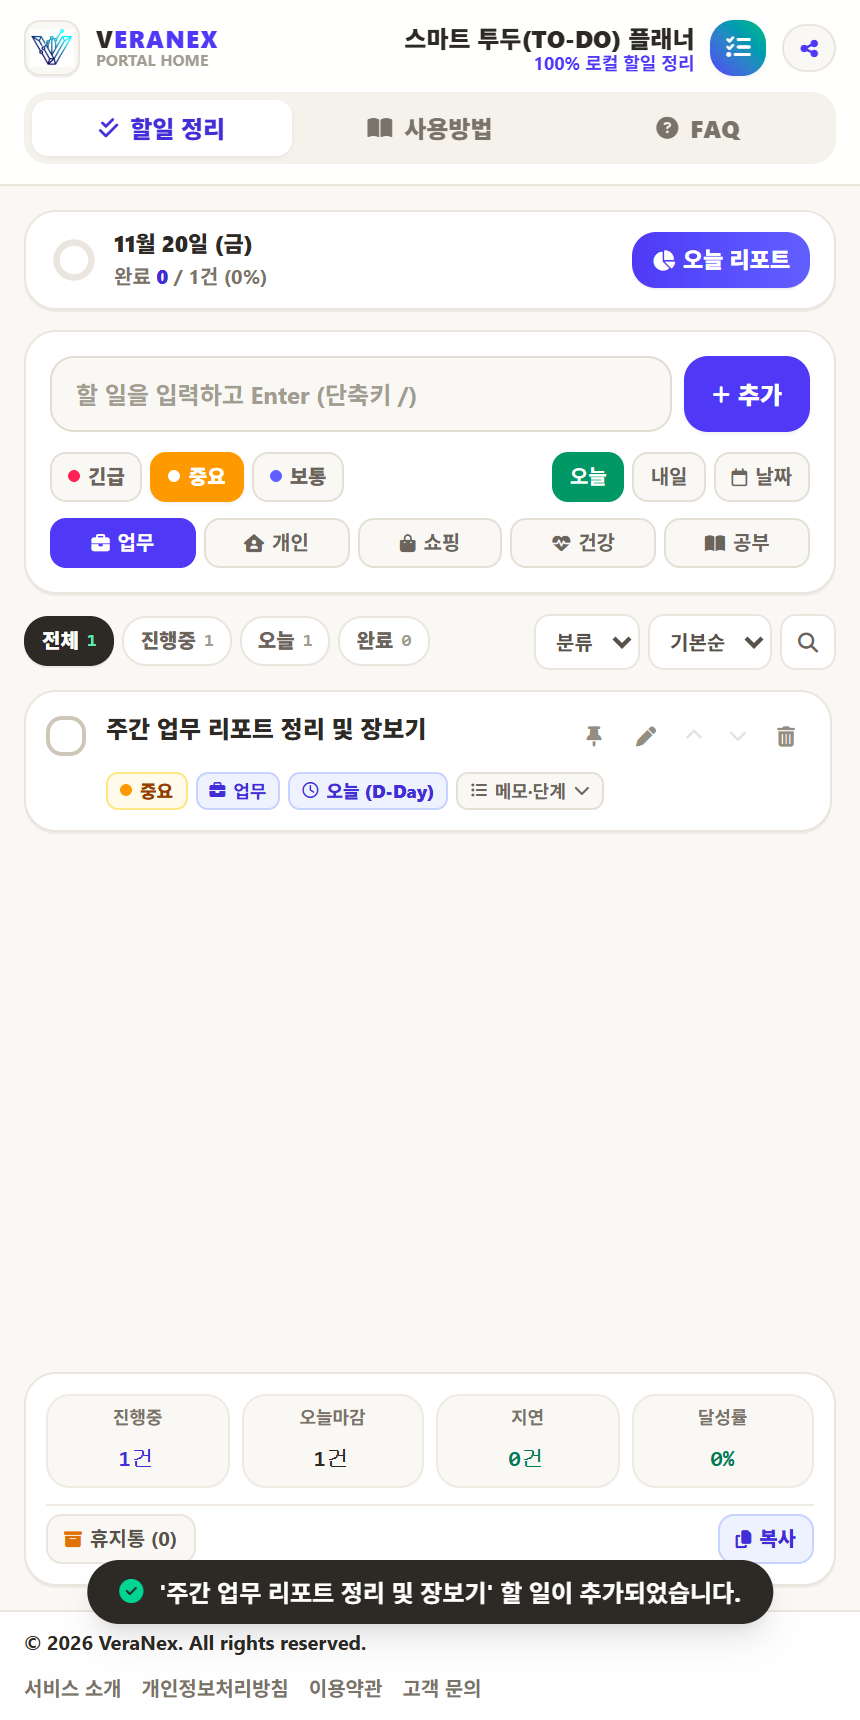 VERANEX
PORTAL HOME
스마트 투두(TO-DO) 플래너
100% 로컬 할일 정리
할일 정리
사용방법
FAQ
11월 20일 (금)
완료 0 / 1건 (0%)
오늘 리포트
할 일을 입력하고 Enter (단축키 /)
+ 추가
긴급 중요 보통 오늘 내일 날짜
업무 개인 쇼핑 건강 공부
전체 1 진행중 1 오늘 1 완료 0 분류 기본순
주간 업무 리포트 정리 및 장보기
중요 업무 오늘 (D-Day) 메모·단계
진행중 오늘마감 지연 달성률
1건 1건 0건 0%
휴지통 (0) 복사
'주간 업무 리포트 정리 및 장보기' 할 일이 추가되었습니다.
© 2026 VeraNex. All rights reserved.
서비스 소개 개인정보처리방침 이용약관 고객 문의